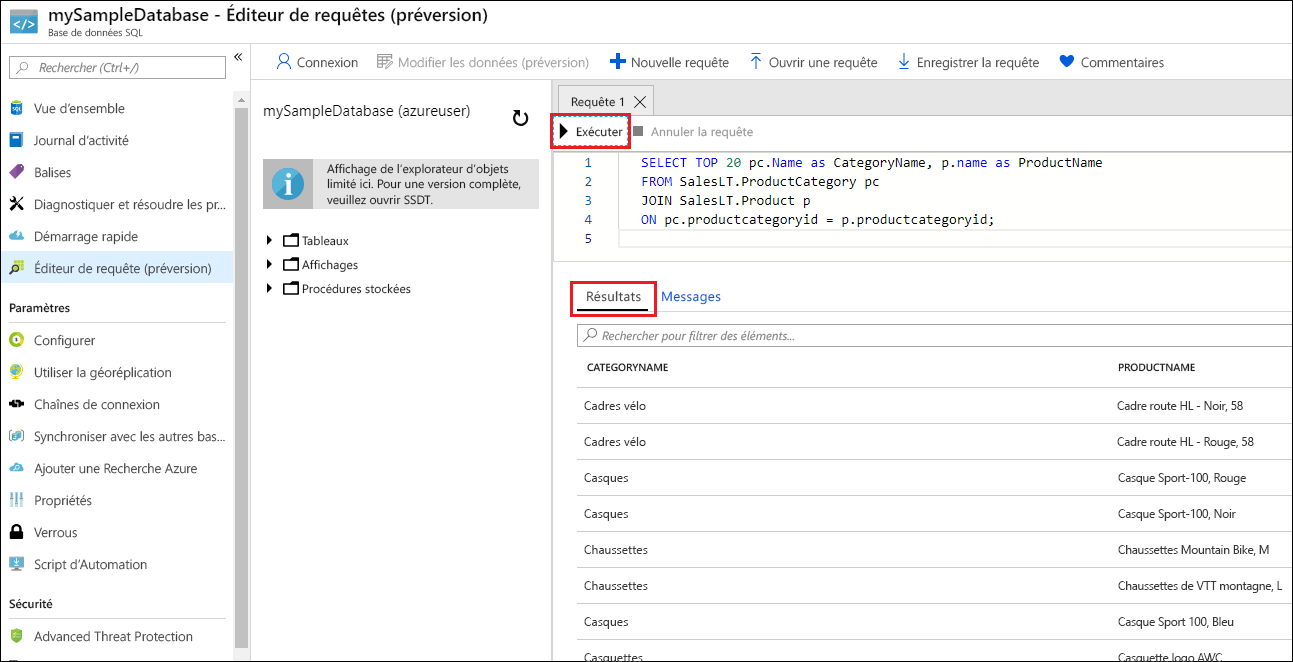 mySampleDatabase - Éditeur de requêtes (préversion)
Base de données SQL
Rechercher (Ctrl+/)
«
Vue d'ensemble
Journal d'activité
Balises
Diagnostiquer et résoudre les pr...
Démarrage rapide
Éditeur de requête (préversion)
Paramètres
Configurer
Utiliser la géoréplication
Chaînes de connexion
Synchroniser avec les autres bas...
Ajouter une Recherche Azure
Propriétés
Verrous
Script d'Automation
Sécurité
Advanced Threat Protection
Connexion
Modifier les données (préversion)
Nouvelle requête
Ouvrir une requête
Enregistrer la requête
Commentaires
mySampleDatabase (azureuser)
Affichage de l'explorateur d'objets
limité ici. Pour une version complète,
veuillez ouvrir SSDT.
Tableaux
Affichages
Procédures stockées
Requête 1
Exécuter
Annuler la requête
1 SELECT TOP 20 pc.Name as CategoryName, p.name as ProductName
2 FROM SalesLT.ProductCategory pc
3 JOIN SalesLT.Product p
4 ON pc.productcategoryid = p.productcategoryid;
5
Résultats Messages
Rechercher pour filtrer des éléments...
CATEGORYNAME PRODUCTNAME
Cadres vélo Cadre route HL - Noir, 58
Cadres vélo Cadre route HL - Rouge, 58
Casques Casque Sport-100, Rouge
Casques Casque Sport-100, Noir
Chaussettes Chaussettes Mountain Bike, M
Chaussettes Chaussettes de VTT montagne, L
Casques Casque Sport 100, Bleu
Casquettes Casquette logo AWC